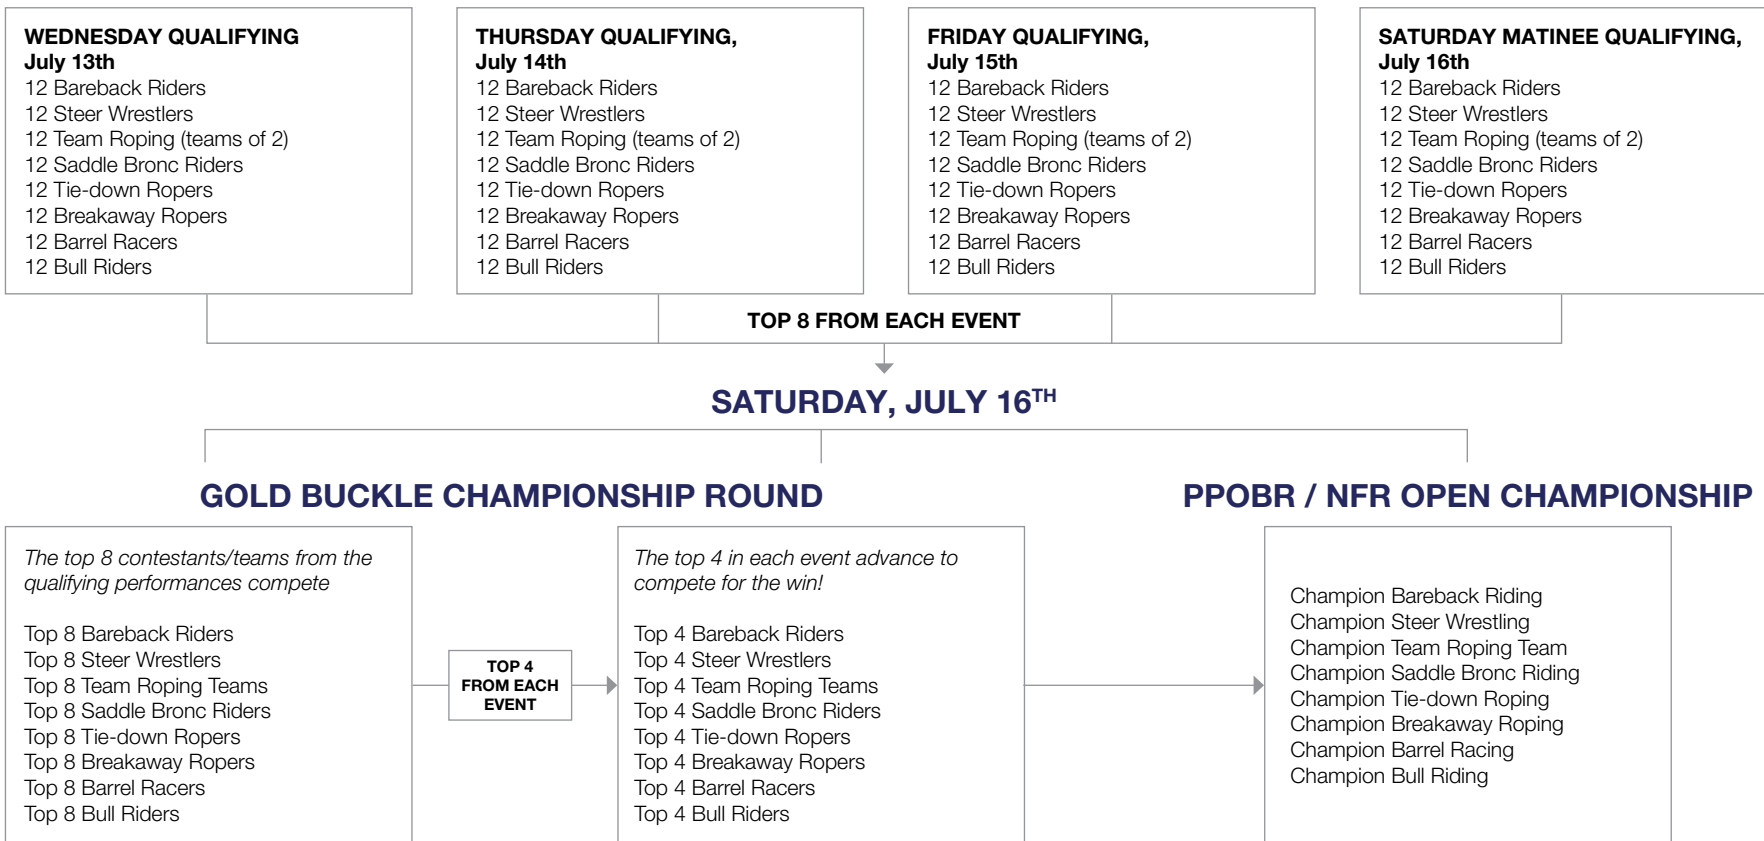 WEDNESDAY QUALIFYING
July 13th
12 Bareback Riders
12 Steer Wrestlers
12 Team Roping (teams of 2)
12 Saddle Bronc Riders
12 Tie-down Ropers
12 Breakaway Ropers
12 Barrel Racers
12 Bull Riders
THURSDAY QUALIFYING,
July 14th
12 Bareback Riders
12 Steer Wrestlers
12 Team Roping (teams of 2)
12 Saddle Bronc Riders
12 Tie-down Ropers
12 Breakaway Ropers
12 Barrel Racers
12 Bull Riders
FRIDAY QUALIFYING,
July 15th
12 Bareback Riders
12 Steer Wrestlers
12 Team Roping (teams of 2)
12 Saddle Bronc Riders
12 Tie-down Ropers
12 Breakaway Ropers
12 Barrel Racers
12 Bull Riders
SATURDAY MATINEE QUALIFYING,
July 16th
12 Bareback Riders
12 Steer Wrestlers
12 Team Roping (teams of 2)
12 Saddle Bronc Riders
12 Tie-down Ropers
12 Breakaway Ropers
12 Barrel Racers
12 Bull Riders
TOP 8 FROM EACH EVENT
SATURDAY, JULY 16TH
GOLD BUCKLE CHAMPIONSHIP ROUND
The top 8 contestants/teams from the
qualifying performances compete
Top 8 Bareback Riders
Top 8 Steer Wrestlers
Top 8 Team Roping Teams
Top 8 Saddle Bronc Riders
Top 8 Tie-down Ropers
Top 8 Breakaway Ropers
Top 8 Barrel Racers
Top 8 Bull Riders
TOP 4
FROM EACH
EVENT
The top 4 in each event advance to
compete for the win!
Top 4 Bareback Riders
Top 4 Steer Wrestlers
Top 4 Team Roping Teams
Top 4 Saddle Bronc Riders
Top 4 Tie-down Ropers
Top 4 Breakaway Ropers
Top 4 Barrel Racers
Top 4 Bull Riders
PPOBR / NFR OPEN CHAMPIONSHIP
Champion Bareback Riding
Champion Steer Wrestling
Champion Team Roping Team
Champion Saddle Bronc Riding
Champion Tie-down Roping
Champion Breakaway Roping
Champion Barrel Racing
Champion Bull Riding